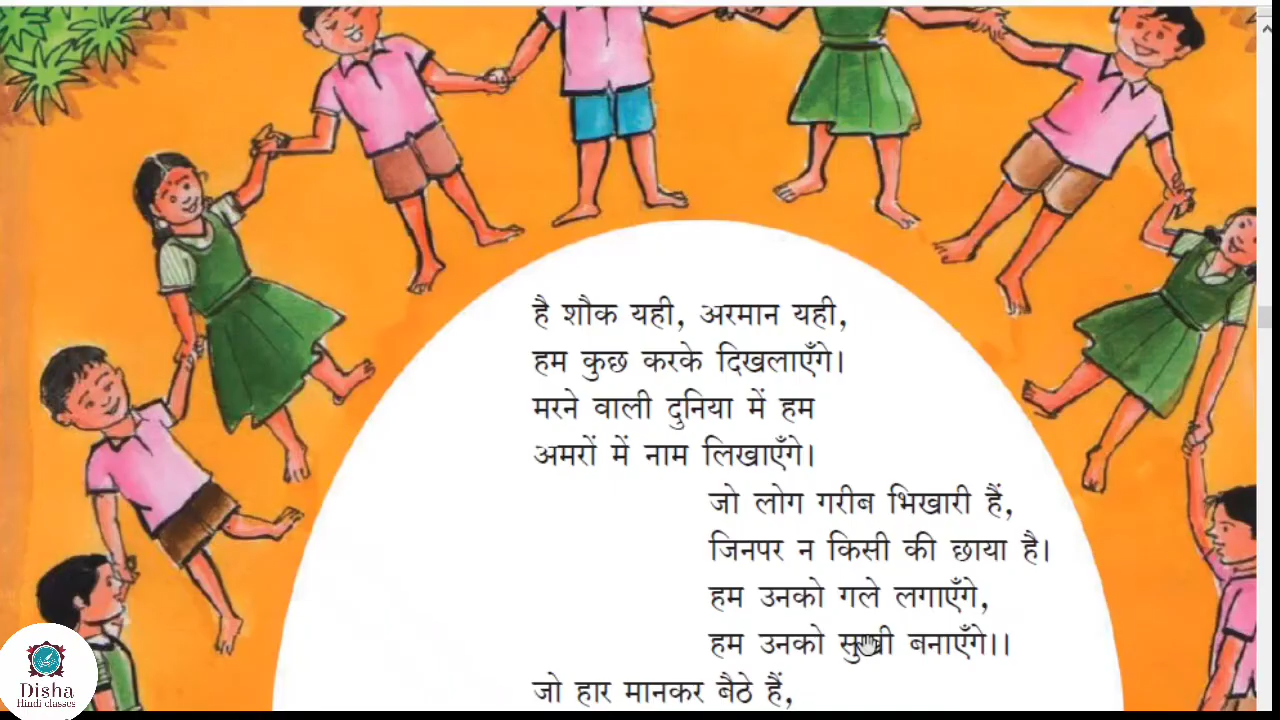 है शौक यही, अरमान यही,
हम कुछ करके दिखलाएँगे।
मरने वाली दुनिया में हम
अमरों में नाम लिखाएँगे।
जो लोग गरीब भिखारी हैं,
जिनपर न किसी की छाया है।
हम उनको गले लगाएँगे,
हम उनको सुखी बनाएँगे।।
जो हार मानकर बैठे हैं,
Disha
Hindi classes